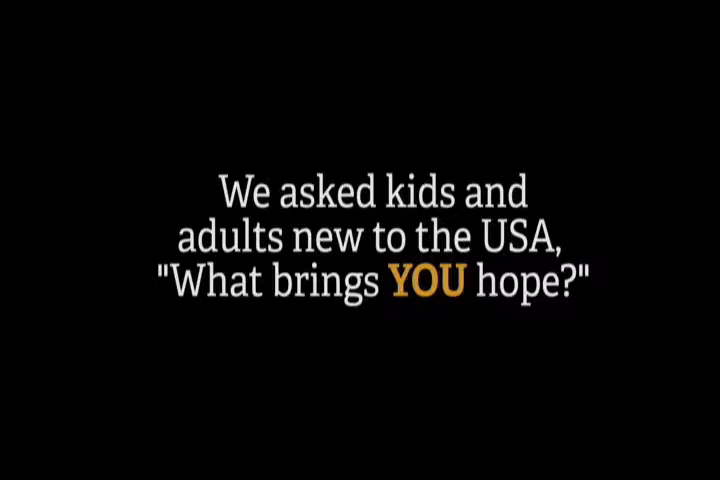 We asked kids and
adults new to the USA,
"What brings YOU hope?"